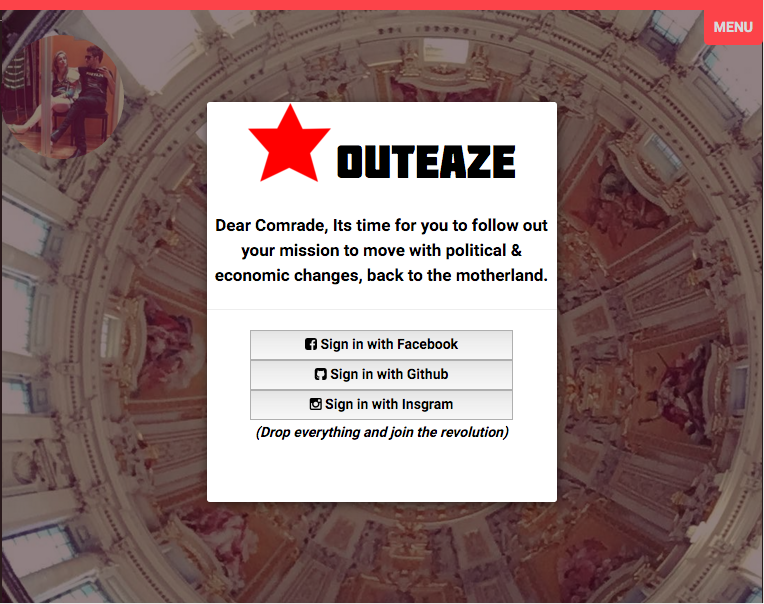 MENU
OUTEAZE
Dear Comrade, Its time for you to follow out
your mission to move with political &
economic changes, back to the motherland.
Sign in with Facebook
Sign in with Github
Sign in with Insgram
(Drop everything and join the revolution)